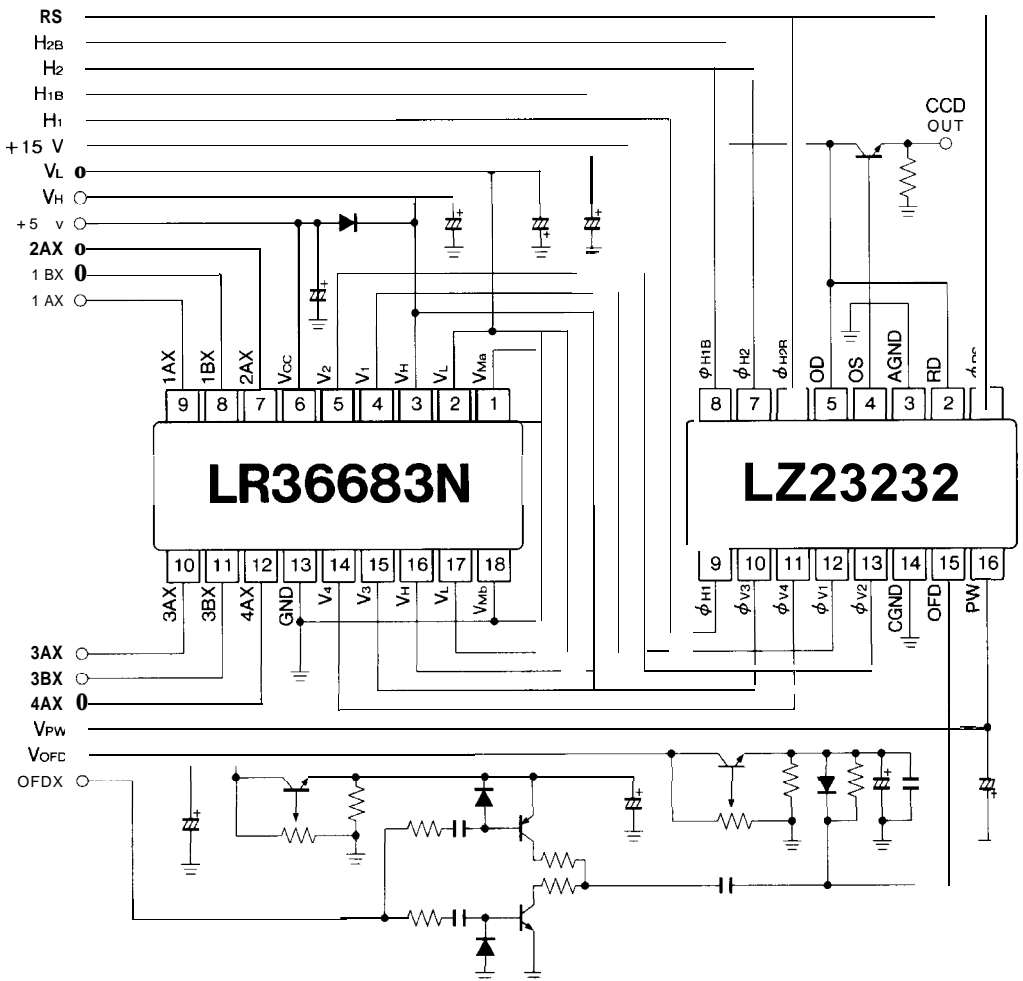 RS
H2B
H2
H1B
H1
+15 V
VL
VH
+5 v
2AX
1 BX
1 AX
CCD
OUT
1AX
1BX
2AX
VCC
V2
V1
VH
VL
VMa
9
8
7
6
5
4
3
2
1
LR36683N
10
11
12
13
14
15
16
17
18
3AX
3BX
4AX
GND
V4
V3
VH
VL
VMb
ϕH1B
ϕH2
ϕH2B
OD
OS
AGND
RD
8
7
5
4
3
2
LZ23232
9
10
11
12
13
14
15
16
ϕH1
ϕV3
ϕV4
ϕV1
ϕV2
CGND
OFD
PW
3AX
3BX
4AX
VPW
VOFD
OFDX